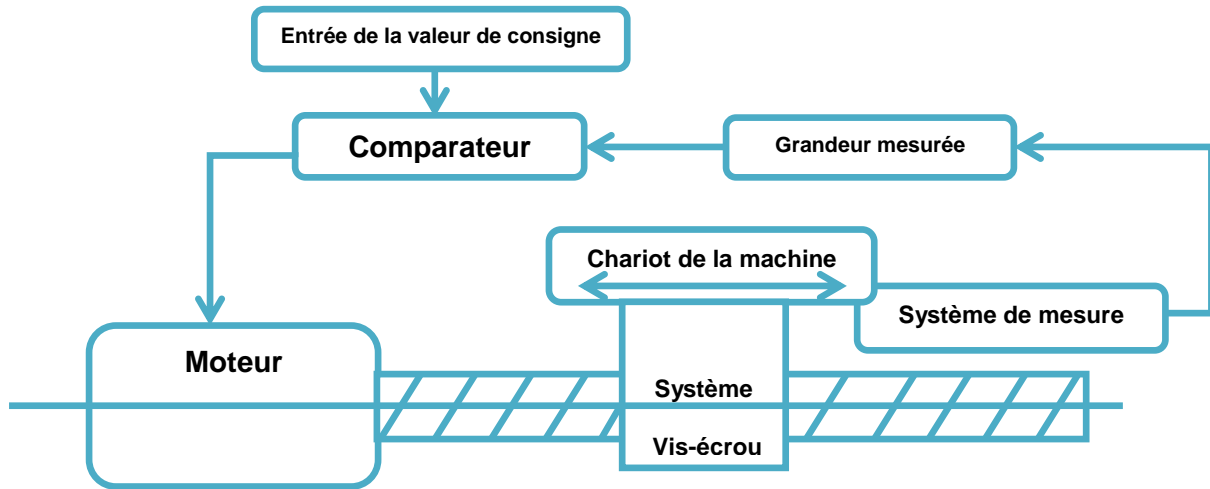 Entrée de la valeur de consigne
Comparateur
Grandeur mesurée
Chariot de la machine
Système de mesure
Moteur
Système
Vis-écrou